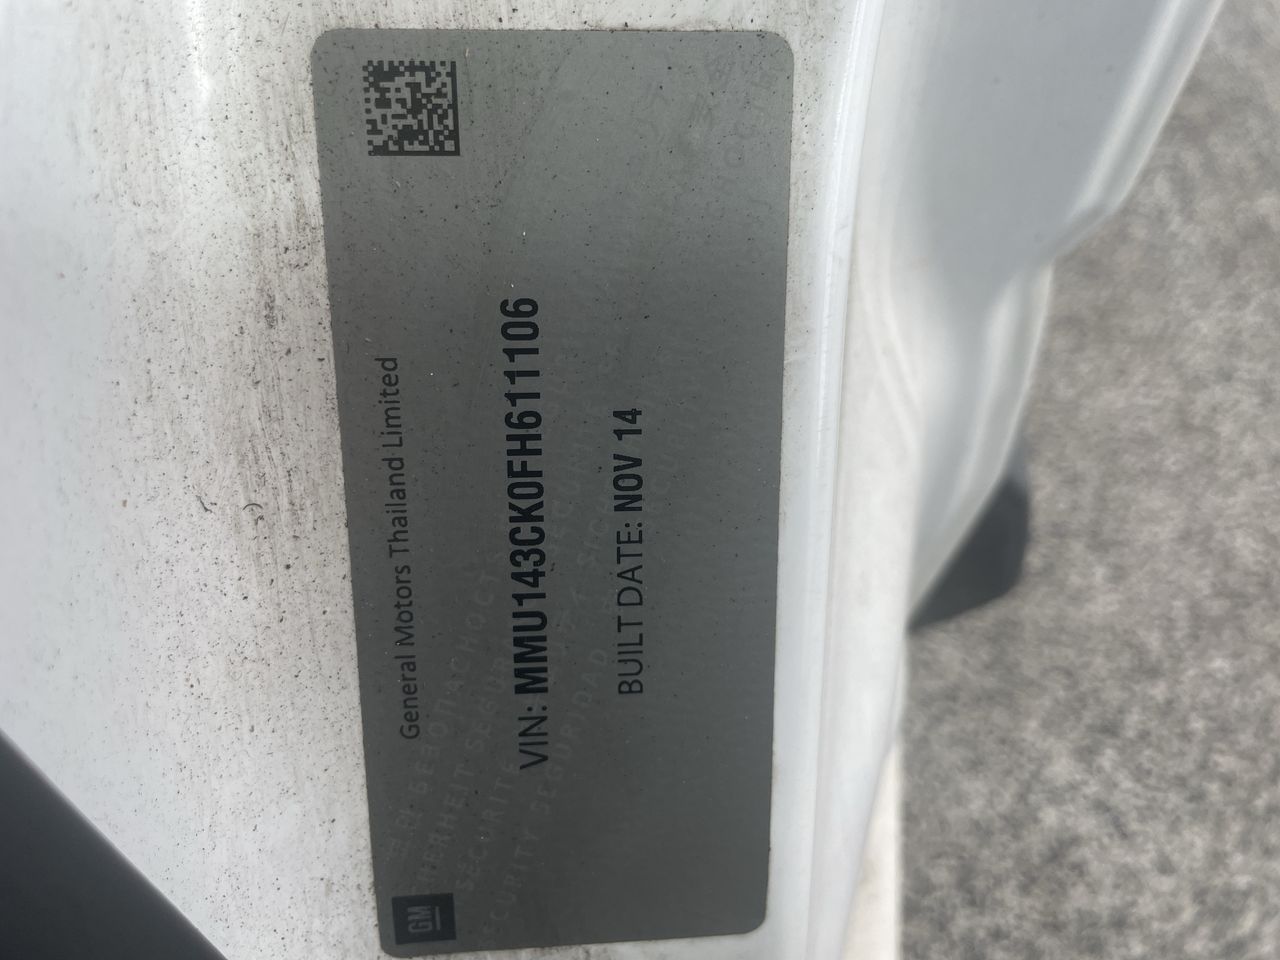 GM
General Motors Thailand Limited
VIN: MMU143CK0FH611106
BUILT DATE: NOV 14